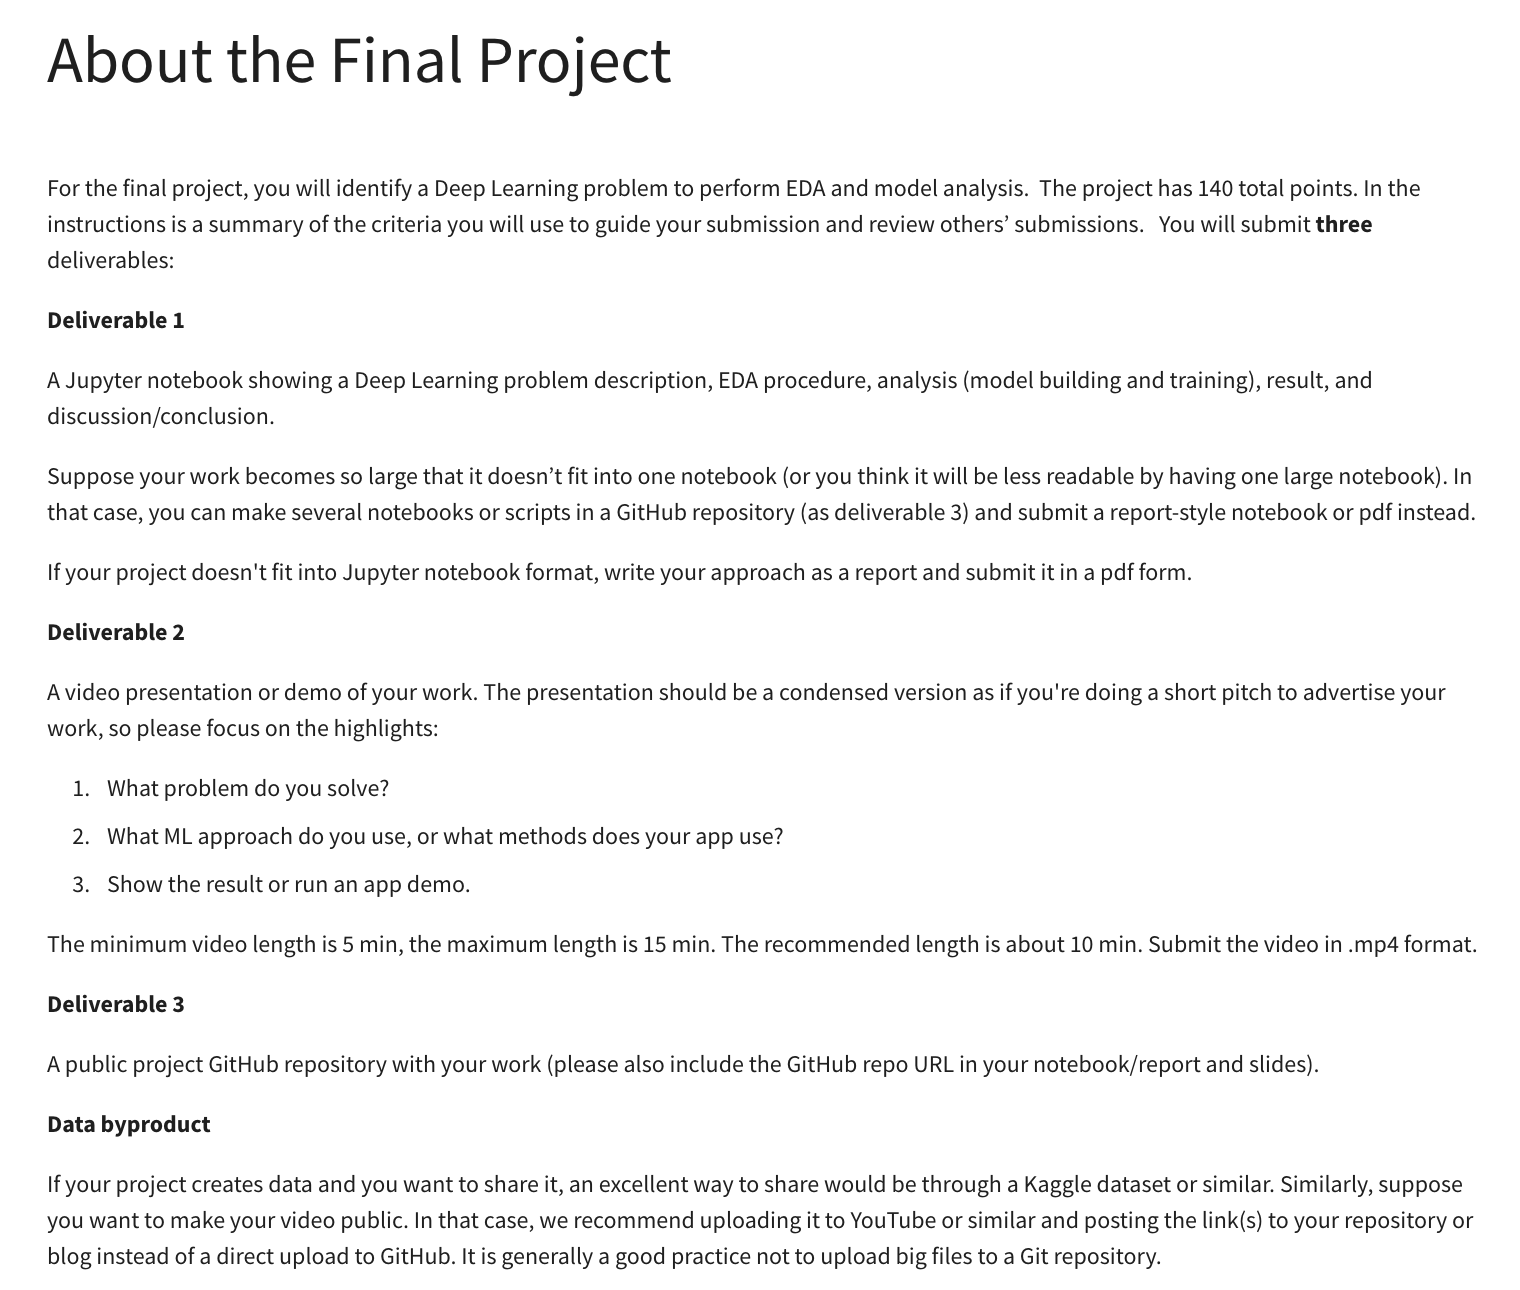 About the Final Project
For the final project, you will identify a Deep Learning problem to perform EDA and model analysis.  The project has 140 total points. In the
instructions is a summary of the criteria you will use to guide your submission and review others’ submissions.   You will submit three
deliverables:
Deliverable 1
A Jupyter notebook showing a Deep Learning problem description, EDA procedure, analysis (model building and training), result, and
discussion/conclusion.
Suppose your work becomes so large that it doesn’t fit into one notebook (or you think it will be less readable by having one large notebook). In
that case, you can make several notebooks or scripts in a GitHub repository (as deliverable 3) and submit a report-style notebook or pdf instead.
If your project doesn't fit into Jupyter notebook format, write your approach as a report and submit it in a pdf form.
Deliverable 2
A video presentation or demo of your work. The presentation should be a condensed version as if you're doing a short pitch to advertise your
work, so please focus on the highlights:
1. What problem do you solve?
2. What ML approach do you use, or what methods does your app use?
3. Show the result or run an app demo.
The minimum video length is 5 min, the maximum length is 15 min. The recommended length is about 10 min. Submit the video in .mp4 format.
Deliverable 3
A public project GitHub repository with your work (please also include the GitHub repo URL in your notebook/report and slides).
Data byproduct
If your project creates data and you want to share it, an excellent way to share would be through a Kaggle dataset or similar. Similarly, suppose
you want to make your video public. In that case, we recommend uploading it to YouTube or similar and posting the link(s) to your repository or
blog instead of a direct upload to GitHub. It is generally a good practice not to upload big files to a Git repository.